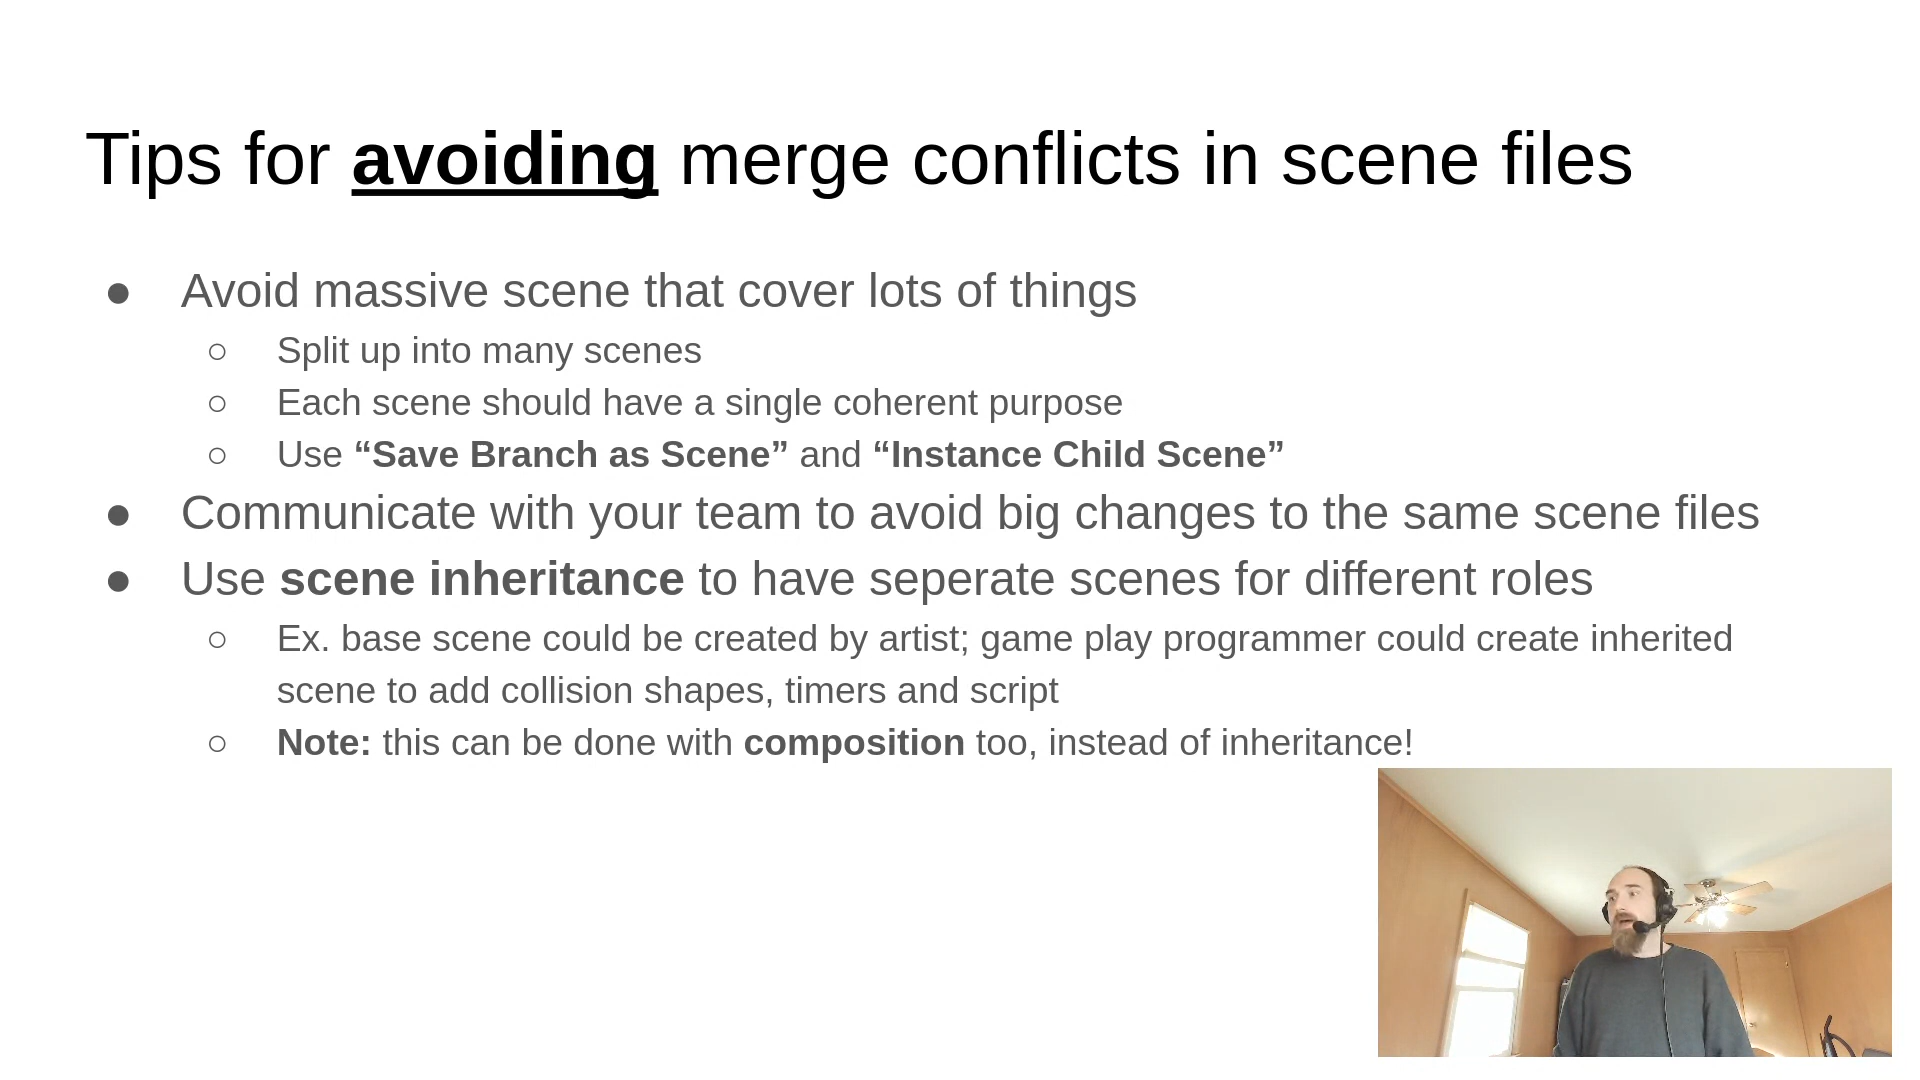 Tips for avoiding merge conflicts in scene files
● Avoid massive scene that cover lots of things
○ Split up into many scenes
○ Each scene should have a single coherent purpose
○ Use “Save Branch as Scene” and “Instance Child Scene”
● Communicate with your team to avoid big changes to the same scene files
● Use scene inheritance to have seperate scenes for different roles
○ Ex. base scene could be created by artist; game play programmer could create inherited
scene to add collision shapes, timers and script
○ Note: this can be done with composition too, instead of inheritance!